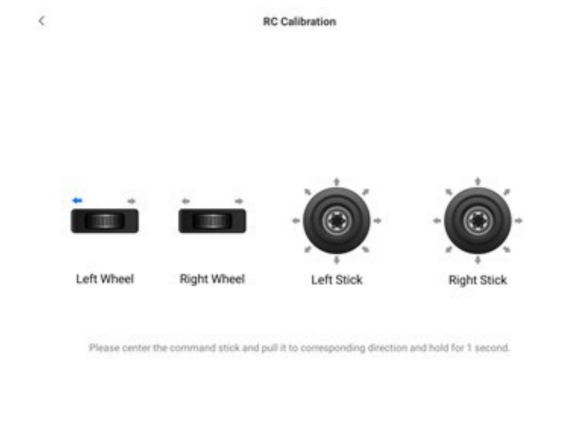 RC Calibration
Left Wheel
Right Wheel
Left Stick
Right Stick
Please center the command stick and pull it to corresponding direction and hold for 1 second.